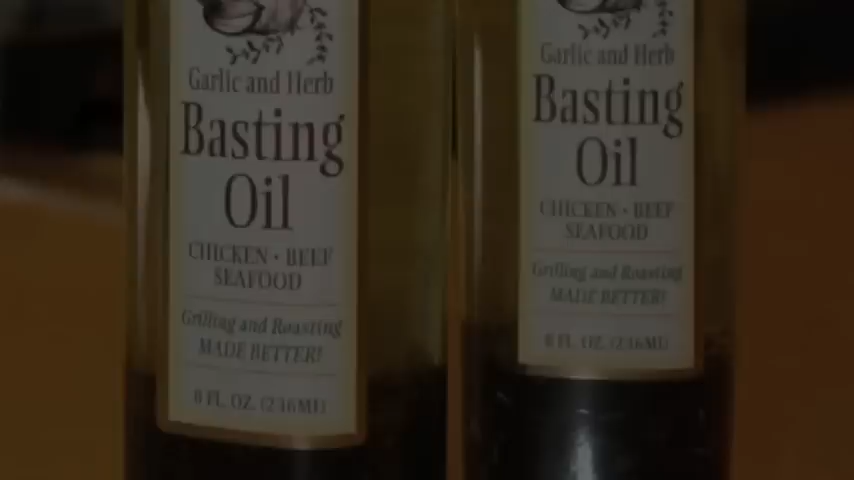 Garlic and Herb
Basting
Oil
CHICKEN • BEEF
SEAFOOD
Grilling and Roasting
MADE BETTER!
8 FL. OZ. (236ML)
Garlic and Herb
Basting
Oil
CHICKEN • BEEF
SEAFOOD
Grilling and Roasting
MADE BETTER!
8 FL. OZ. (236ML)